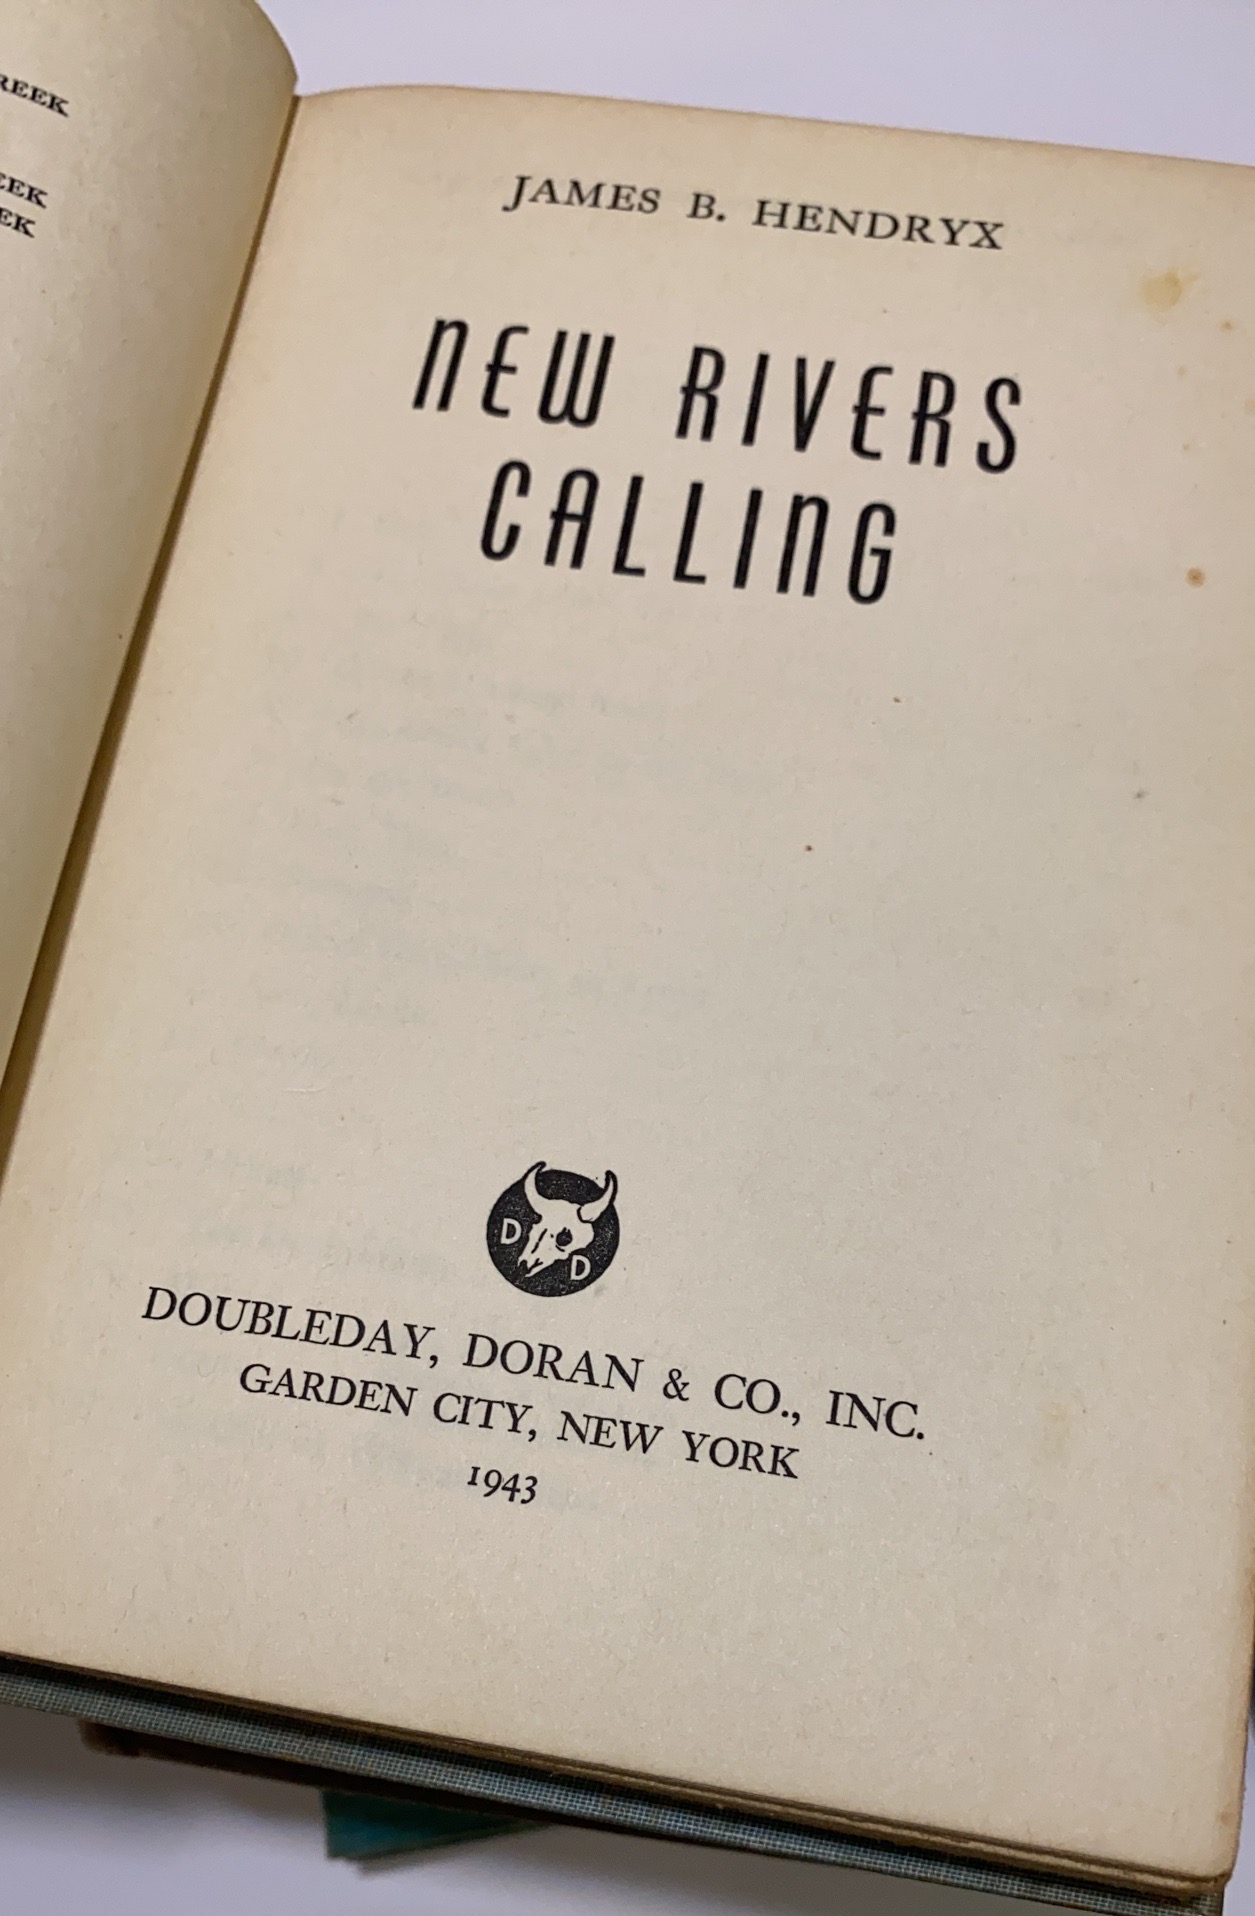 JAMES B. HENDRYX
NEW RIVERS
CALLING
D
D
DOUBLEDAY, DORAN & CO., INC.
GARDEN CITY, NEW YORK
1943